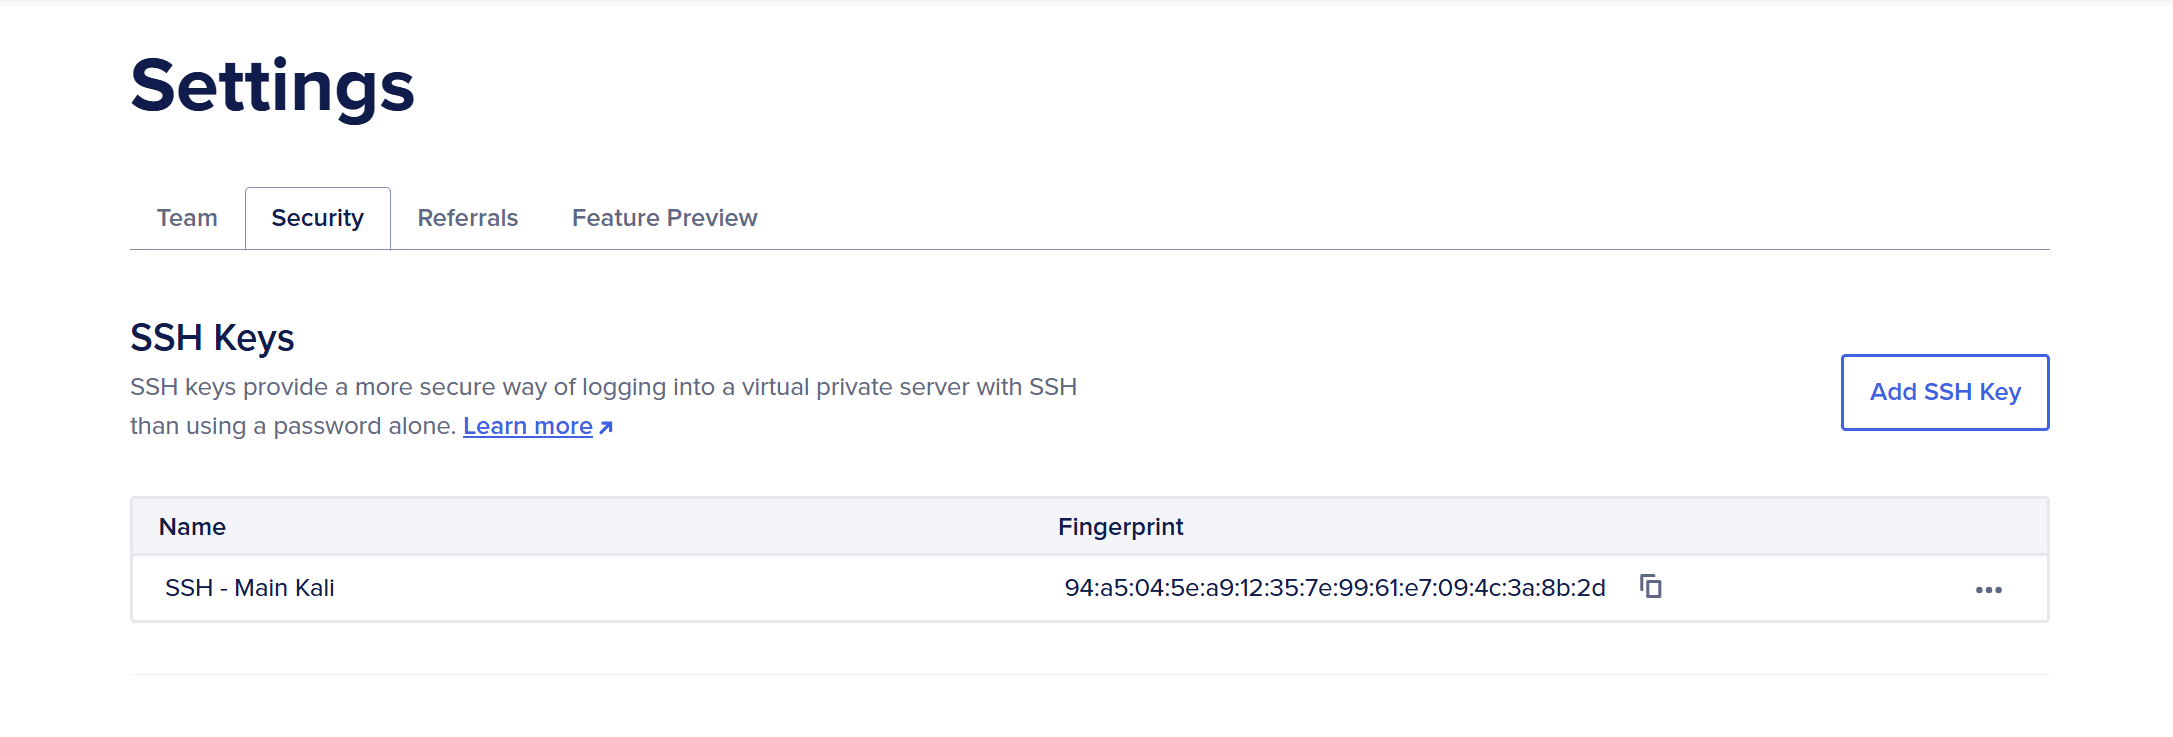 Settings
Team Security Referrals Feature Preview
SSH Keys
SSH keys provide a more secure way of logging into a virtual private server with SSH
than using a password alone. Learn more
Add SSH Key
Name Fingerprint
SSH - Main Kali 94:a5:04:5e:a9:12:35:7e:99:61:e7:09:4c:3a:8b:2d